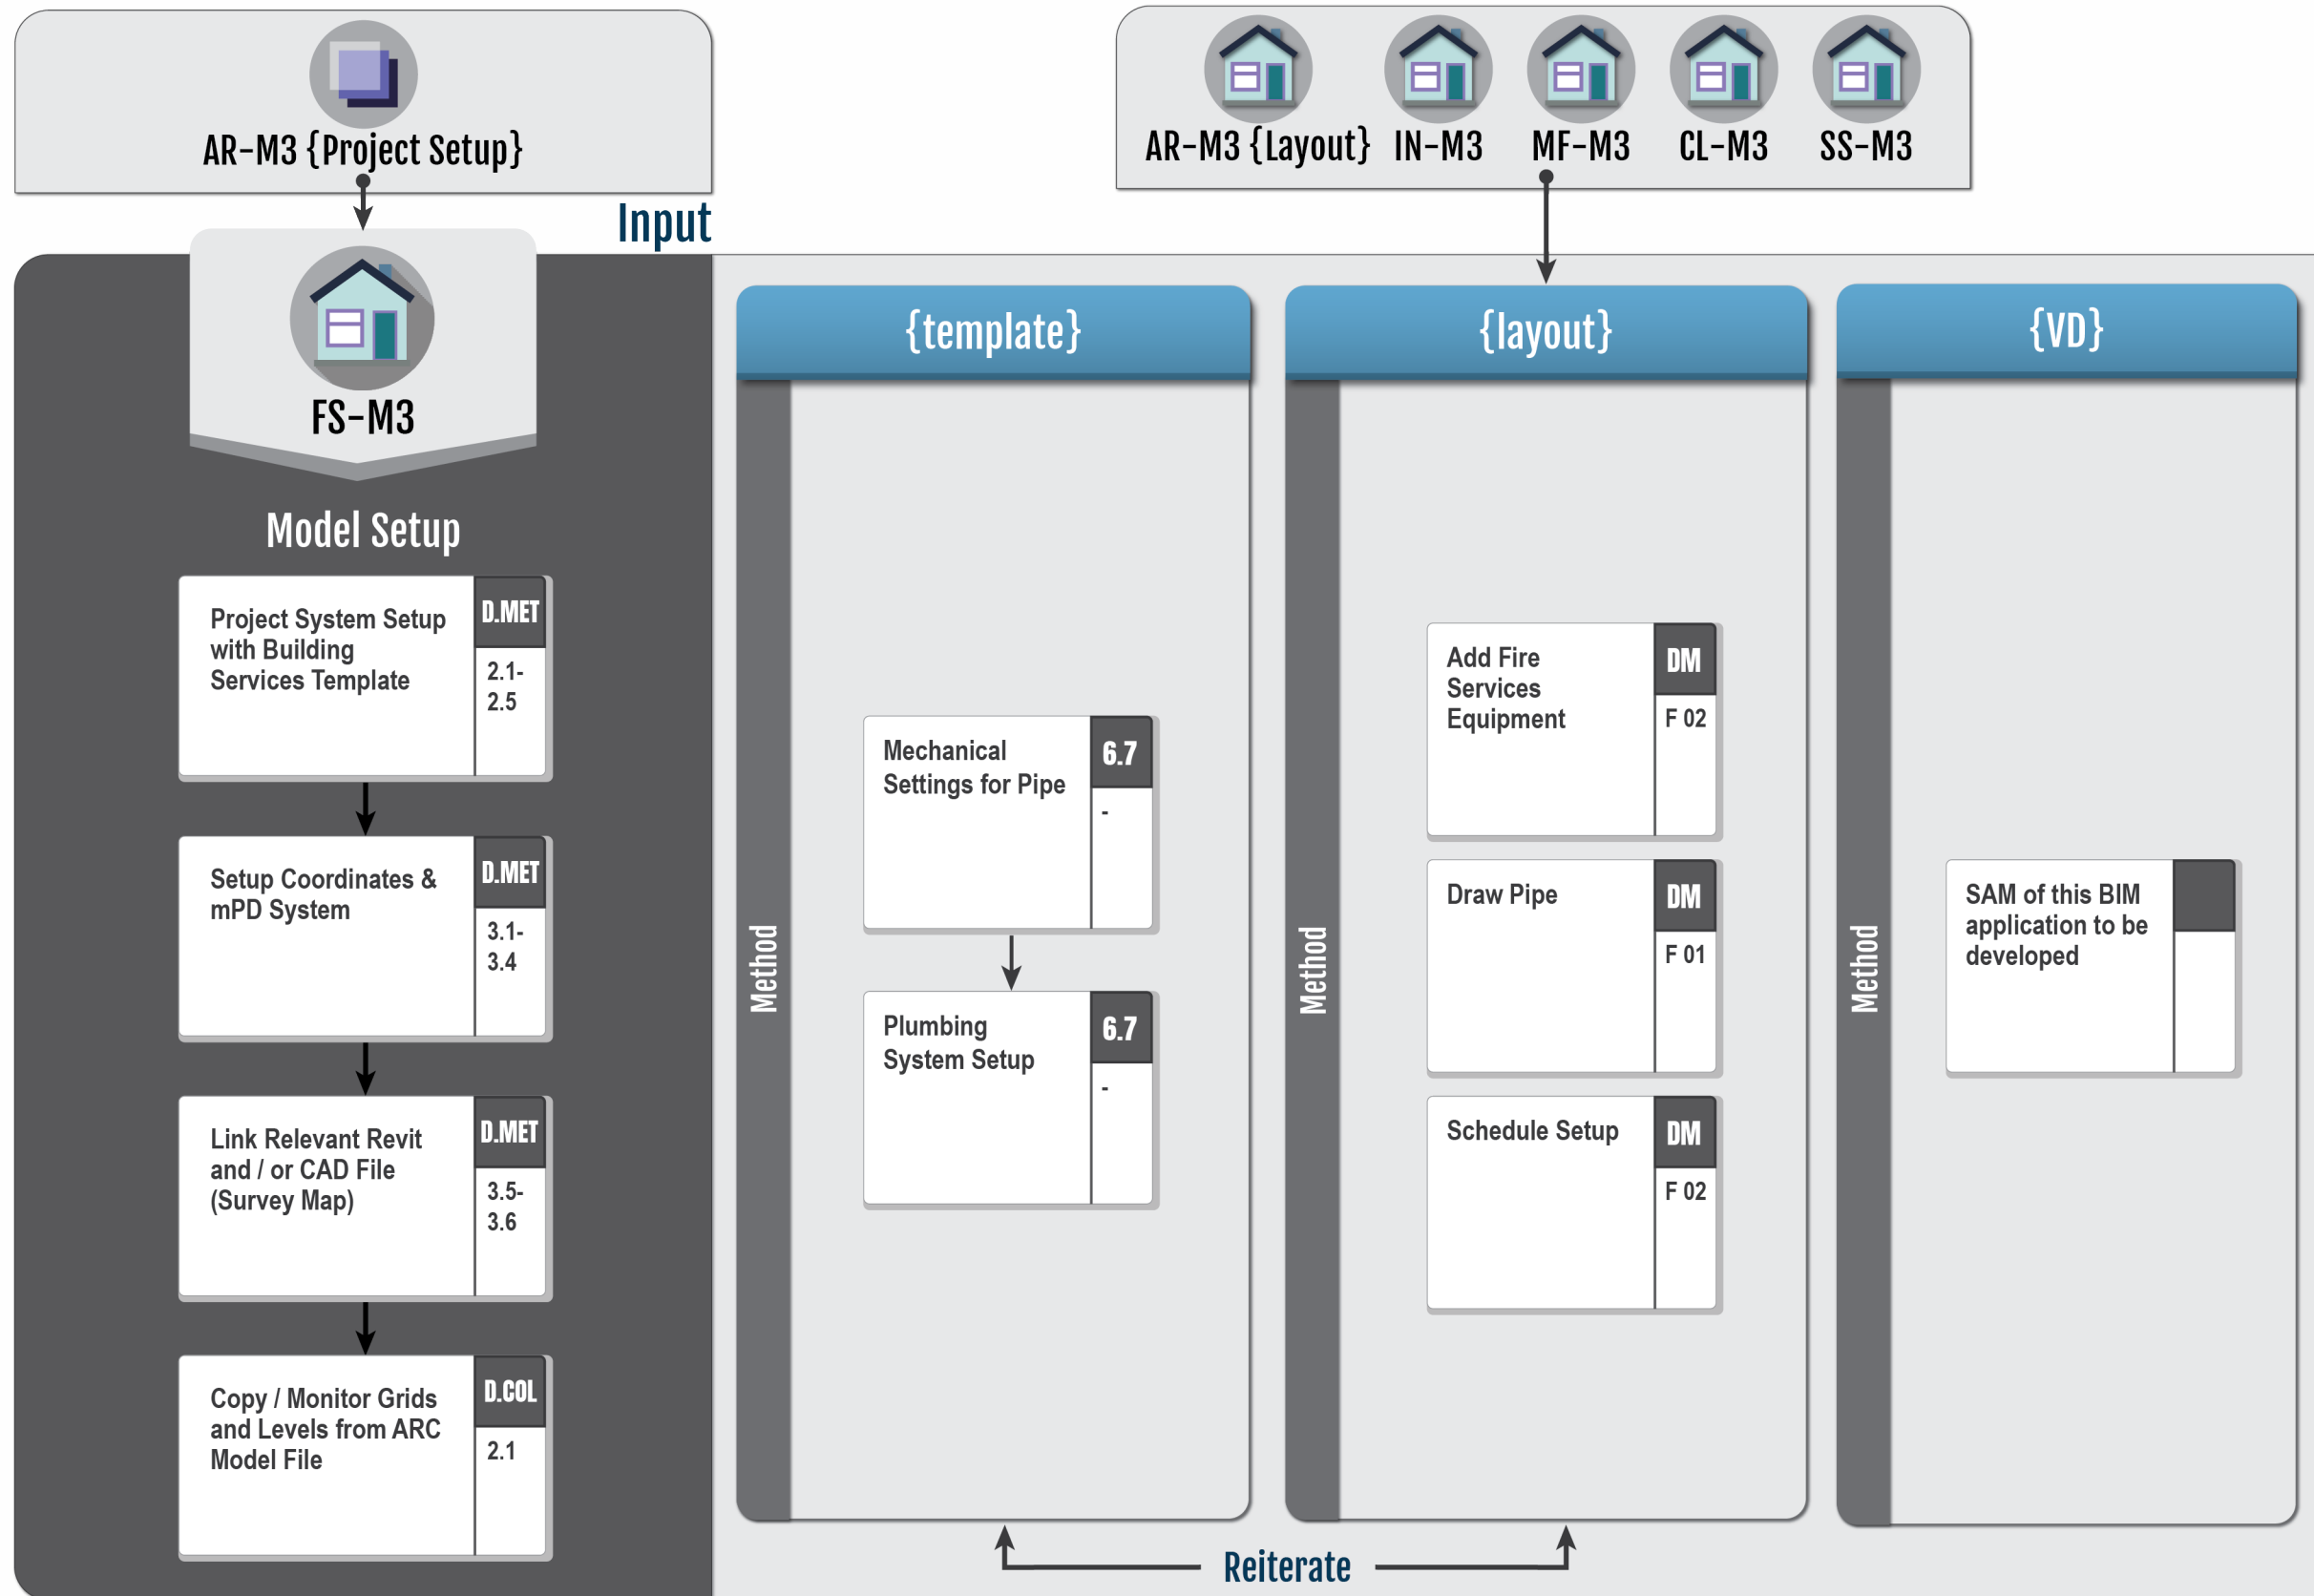 AR-M3 {Project Setup}
AR-M3 {Layout}
IN-M3
MF-M3
CL-M3
SS-M3
Input
FS-M3
Model Setup
Project System Setup
with Building
Services Template
D.MET
2.1-
2.5
Setup Coordinates &
mPD System
D.MET
3.1-
3.4
Link Relevant Revit
and / or CAD File
(Survey Map)
D.MET
3.5-
3.6
Copy / Monitor Grids
and Levels from ARC
Model File
D.COL
2.1
{template}
Method
Mechanical
Settings for Pipe
6.7
-
Plumbing
System Setup
6.7
-
{layout}
Method
Add Fire
Services
Equipment
DM
F 02
Draw Pipe
DM
F 01
Schedule Setup
DM
F 02
{VD}
Method
SAM of this BIM
application to be
developed
Reiterate